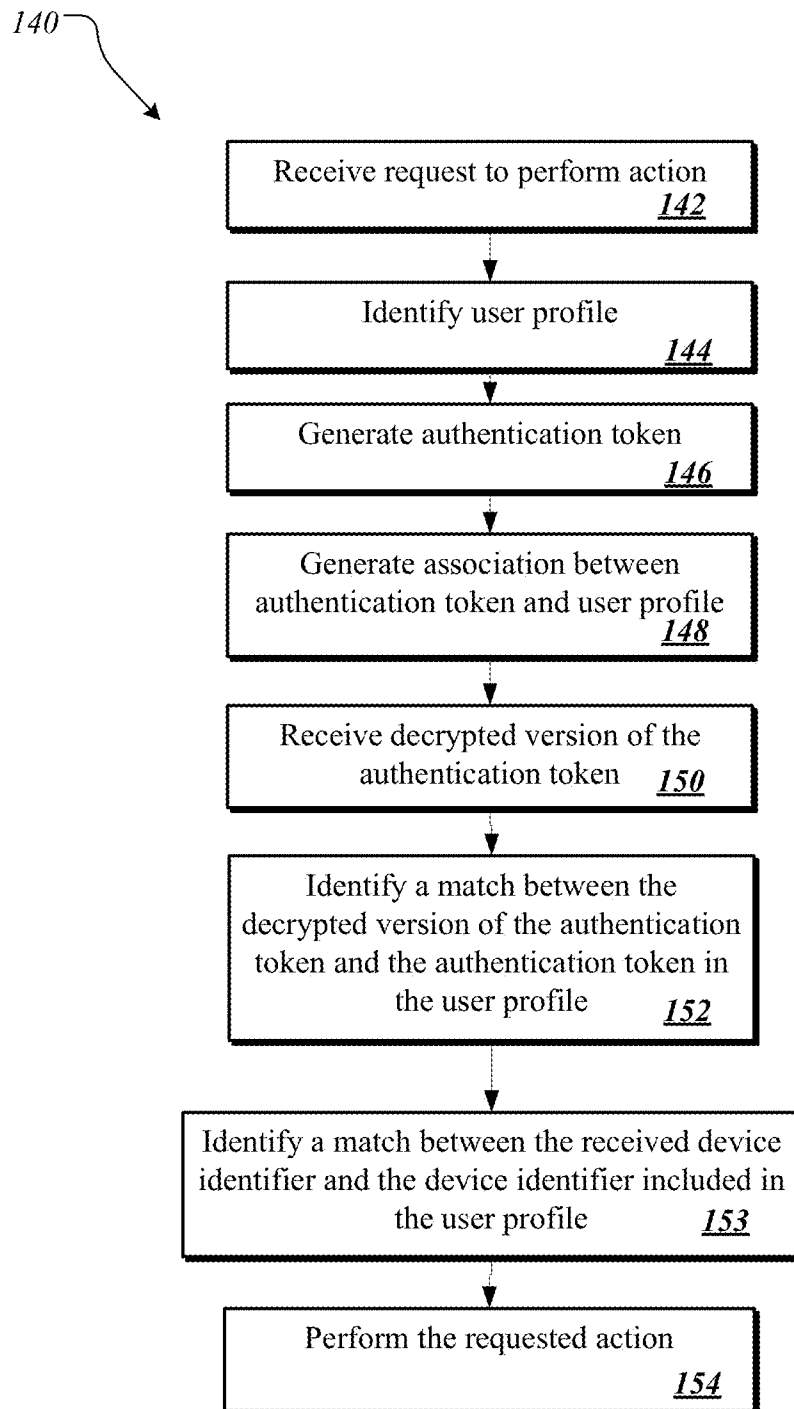 140
Receive request to perform action
142
Identify user profile
144
Generate authentication token
146
Generate association between
authentication token and user profile
148
Receive decrypted version of the
authentication token 150
Identify a match between the
decrypted version of the authentication
token and the authentication token in
the user profile 152
Identify a match between the received device
identifier and the device identifier included in
the user profile 153
Perform the requested action
154